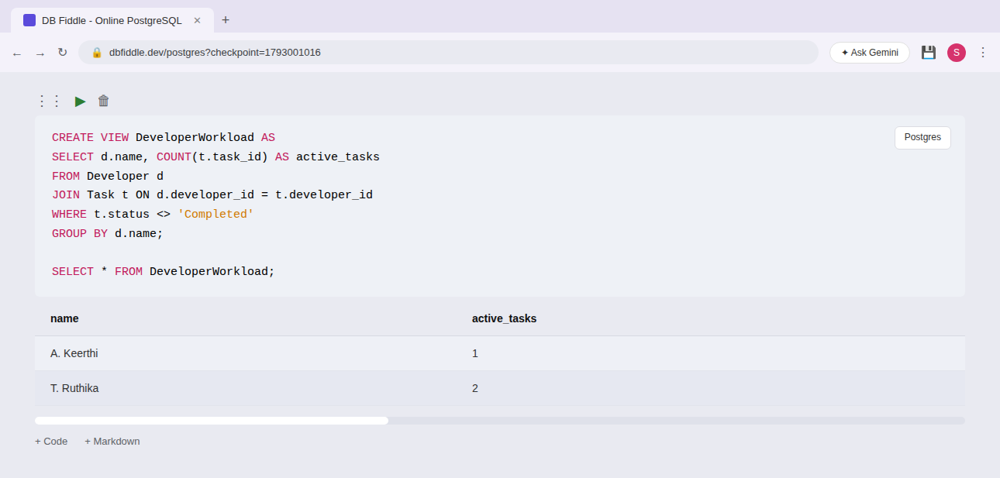 DB Fiddle - Online PostgreSQL
dbfiddle.dev/postgres?checkpoint=1793001016
✦ Ask Gemini
S
Postgres
CREATE VIEW DeveloperWorkload AS
SELECT d.name, COUNT(t.task_id) AS active_tasks
FROM Developer d
JOIN Task t ON d.developer_id = t.developer_id
WHERE t.status <> 'Completed'
GROUP BY d.name;
SELECT * FROM DeveloperWorkload;
name active_tasks
A. Keerthi 1
T. Ruthika 2
+ Code + Markdown